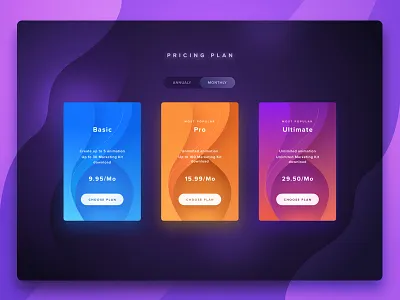 PRICING PLAN
ANNUALY MONTHLY
Basic
Create up to 5 animation
Up to 20 Marketing kit
download
9.95/Mo
CHOOSE PLAN
MOST POPULAR
Pro
Unlimited animation
Up to 100 Marketing kit
download
15.99/Mo
CHOOSE PLAN
MOST POPULAR
Ultimate
Unlimited animation
Unlimited Marketing kit
download
29.50/Mo
CHOOSE PLAN